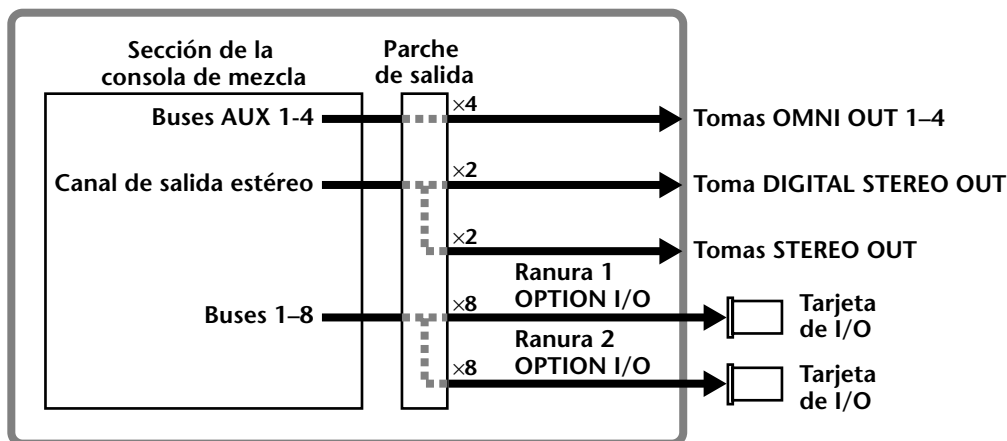 Sección de la
consola de mezcla
Parche
de salida
Buses AUX 1-4
×4
Tomas OMNI OUT 1–4
Canal de salida estéreo
×2
Toma DIGITAL STEREO OUT
×2
Tomas STEREO OUT
Buses 1–8
×8
Ranura 1
OPTION I/O
Tarjeta
de I/O
×8
Ranura 2
OPTION I/O
Tarjeta
de I/O